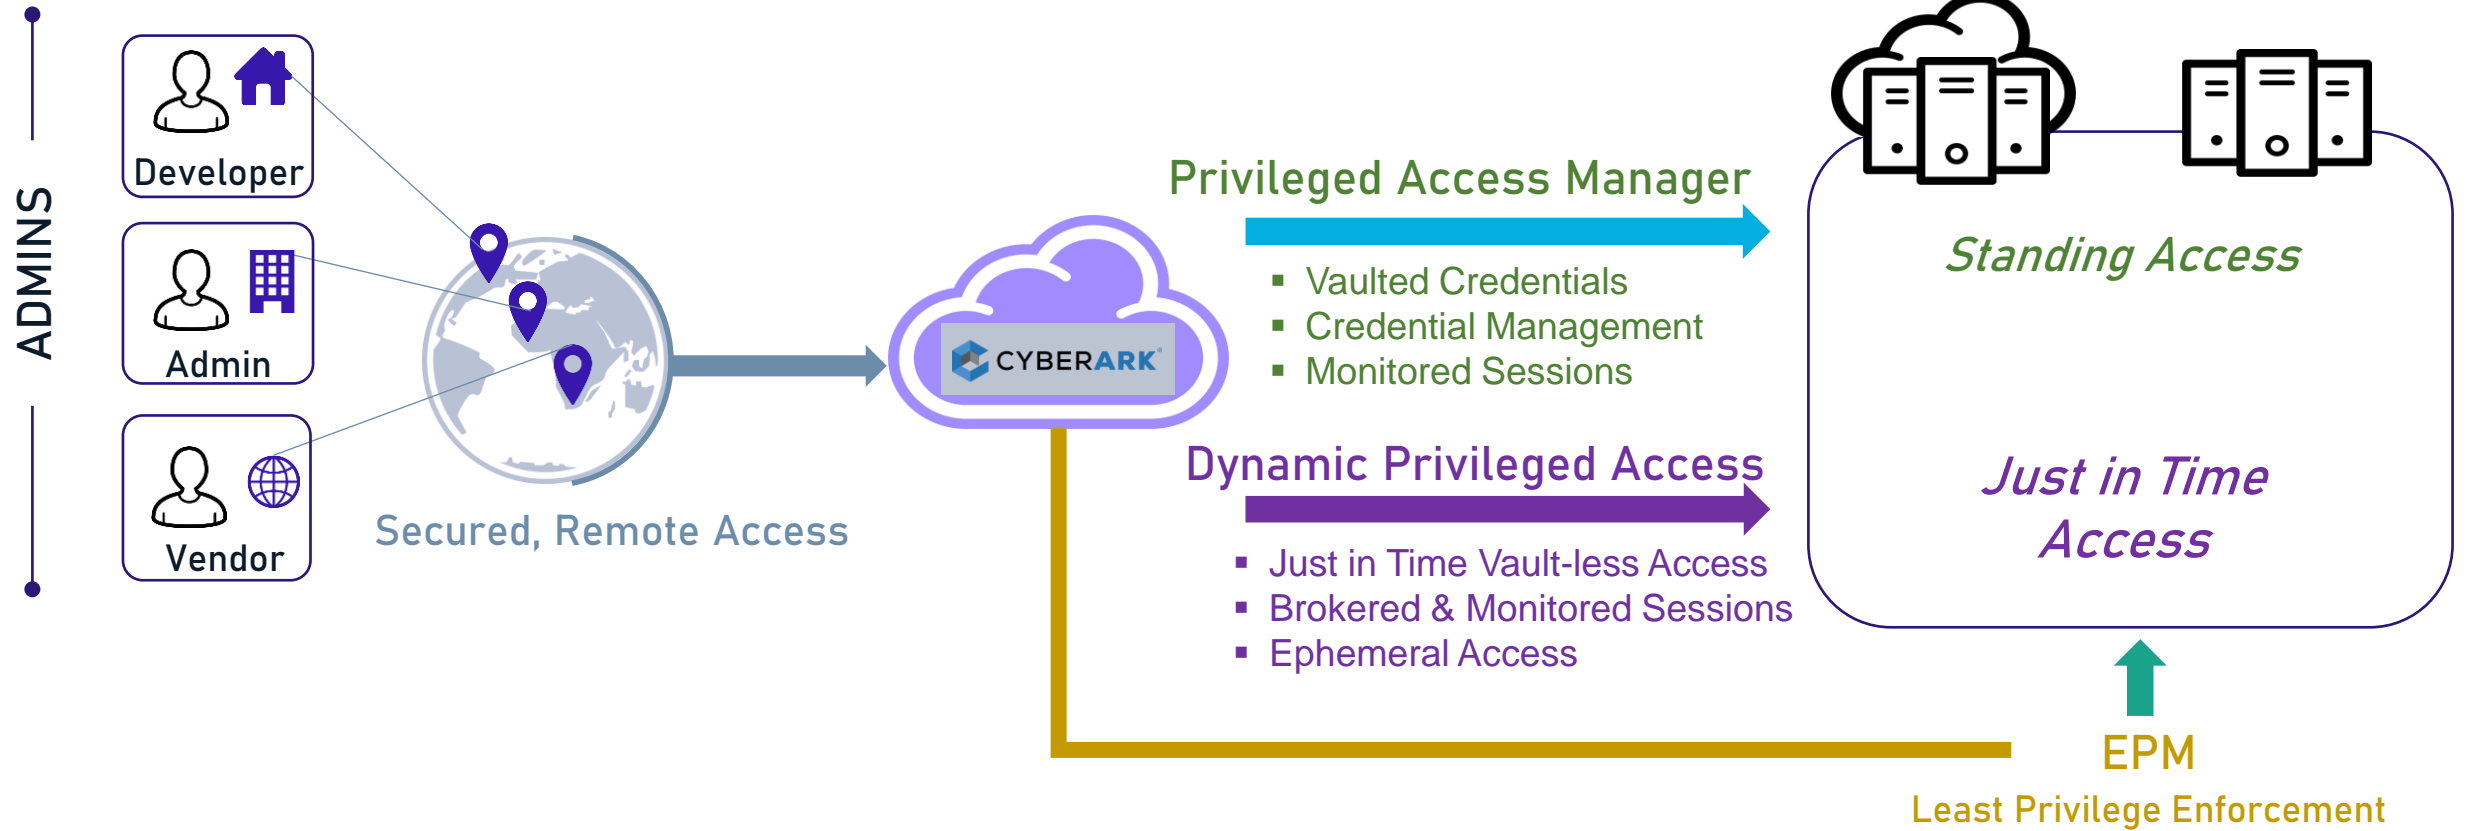 ADMINS
Developer
Admin
Vendor
Secured, Remote Access
CYBERARK®
Privileged Access Manager
▪ Vaulted Credentials
▪ Credential Management
▪ Monitored Sessions
Dynamic Privileged Access
▪ Just in Time Vault-less Access
▪ Brokered & Monitored Sessions
▪ Ephemeral Access
Standing Access
Just in Time
Access
EPM
Least Privilege Enforcement